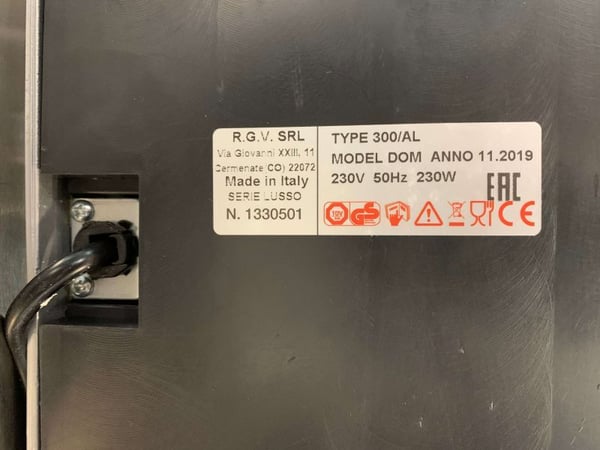 R.G.V. SRL
Via Giovanni XXIII, 11
Cermenate(CO) 22072
Made in Italy
SERIE LUSSO
N. 1330501
TYPE 300/AL
MODEL DOM ANNO 11.2019
230V 50Hz 230W
EAC
GS CE